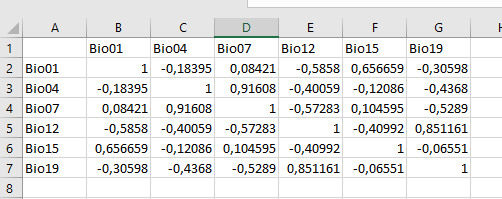 A B C D E F G
1 Bio01 Bio04 Bio07 Bio12 Bio15 Bio19
2 Bio01 1 -0,18395 0,08421 -0,5858 0,656659 -0,30598
3 Bio04 -0,18395 1 0,91608 -0,40059 -0,12086 -0,4368
4 Bio07 0,08421 0,91608 1 -0,57283 0,104595 -0,5289
5 Bio12 -0,5858 -0,40059 -0,57283 1 -0,40992 0,851161
6 Bio15 0,656659 -0,12086 0,104595 -0,40992 1 -0,06551
7 Bio19 -0,30598 -0,4368 -0,5289 0,851161 -0,06551 1
8